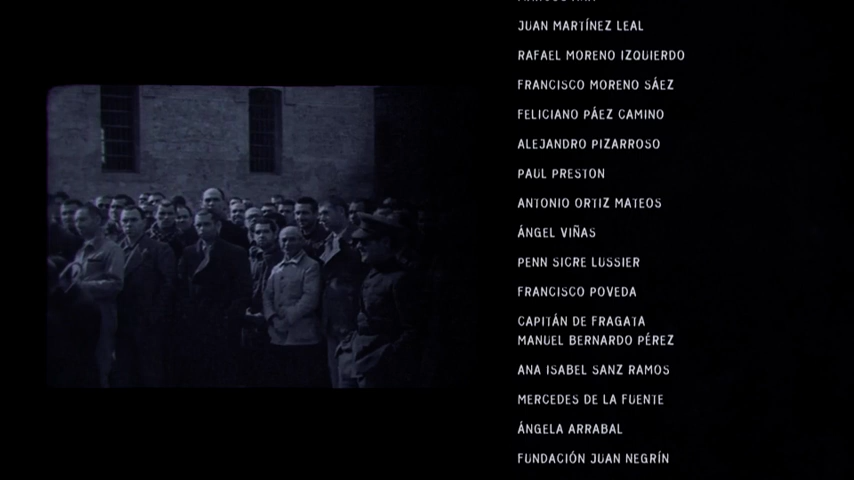 JUAN MARTÍNEZ LEAL
RAFAEL MORENO IZQUIERDO
FRANCISCO MORENO SÁEZ
FELICIANO PÁEZ CAMINO
ALEJANDRO PIZARROSO
PAUL PRESTON
ANTONIO ORTIZ MATEOS
ÁNGEL VIÑAS
PENN SICRE LUSSIER
FRANCISCO POVEDA
CAPITÁN DE FRAGATA
MANUEL BERNARDO PÉREZ
ANA ISABEL SANZ RAMOS
MERCEDES DE LA FUENTE
ÁNGELA ARRABAL
FUNDACIÓN JUAN NEGRÍN